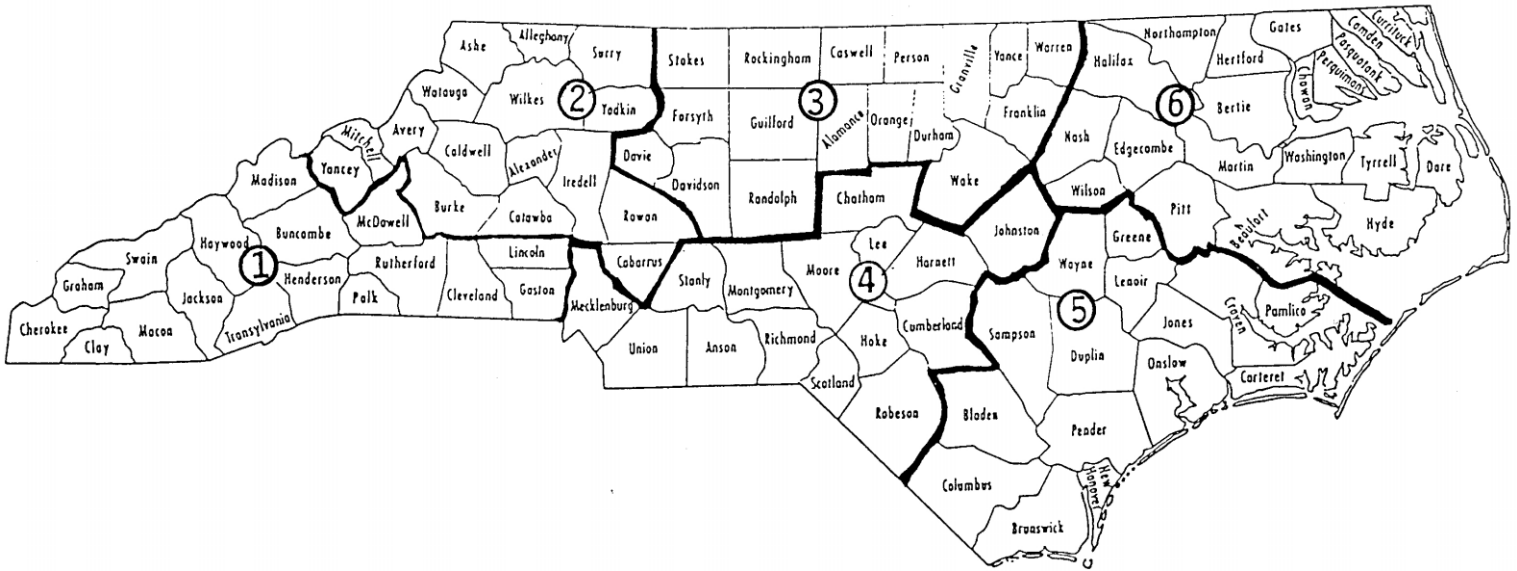 Ashe
Alleghany
Surry
Stokes
Rockingham
Caswell
Person
Granville
Vance
Warren
Northampton
Gates
Currituck
Camden
Pasquotank
Perquimans
Chowan
Halifax
Hertford
Watauga
Wilkes
2
Yadkin
Forsyth
Guilford
3
Alamance
Orange
Durham
Franklin
Nash
6
Bertie
Edgecombe
Mitchell
Avery
Caldwell
Alexander
Iredell
Davie
Davidson
Randolph
Chatham
Wake
Wilson
Martin
Washington
Tyrrell
Dare
Madison
Yancey
McDowell
Burke
Catawba
Rowan
Johnston
Greene
Pitt
Beaufort
Hyde
Swain
Haywood
Buncombe
1
Henderson
Rutherford
Polk
Cleveland
Lincoln
Gaston
Mecklenburg
Cabarrus
Stanly
Montgomery
Moore
Lee
4
Harnett
Wayne
Lenoir
Craven
Pamlico
Graham
Cherokee
Clay
Macon
Jackson
Transylvania
Union
Anson
Richmond
Scotland
Hoke
Cumberland
Sampson
5
Duplin
Jones
Onslow
Carteret
Robeson
Bladen
Pender
Columbus
New
Hanover
Brunswick